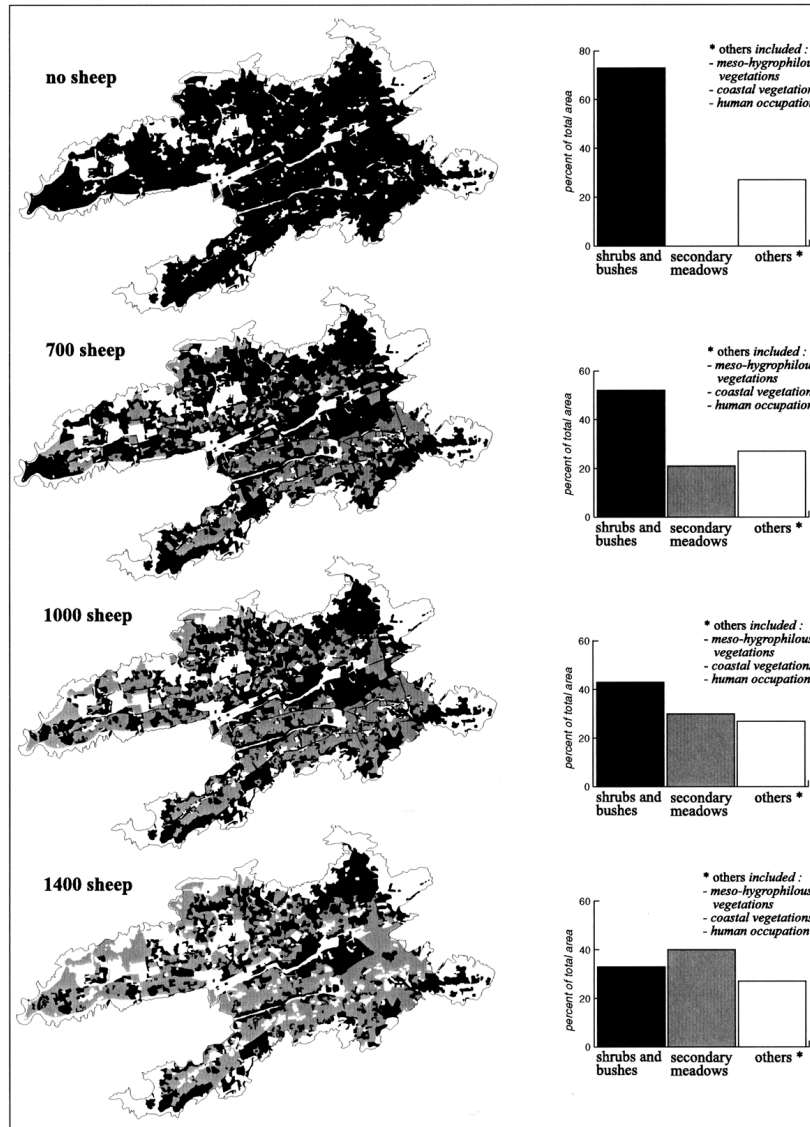 no sheep
80
60
40
20
0
percent of total area
* others included :
- meso-hygrophilous
vegetations
- coastal vegetation
- human occupation
shrubs and
bushes
secondary
meadows
others *
700 sheep
60
40
20
0
percent of total area
* others included :
- meso-hygrophilous
vegetations
- coastal vegetation
- human occupation
shrubs and
bushes
secondary
meadows
others *
1000 sheep
60
40
20
0
percent of total area
* others included :
- meso-hygrophilous
vegetations
- coastal vegetation
- human occupation
shrubs and
bushes
secondary
meadows
others *
1400 sheep
60
40
20
0
percent of total area
* others included :
- meso-hygrophilous
vegetations
- coastal vegetation
- human occupation
shrubs and
bushes
secondary
meadows
others *